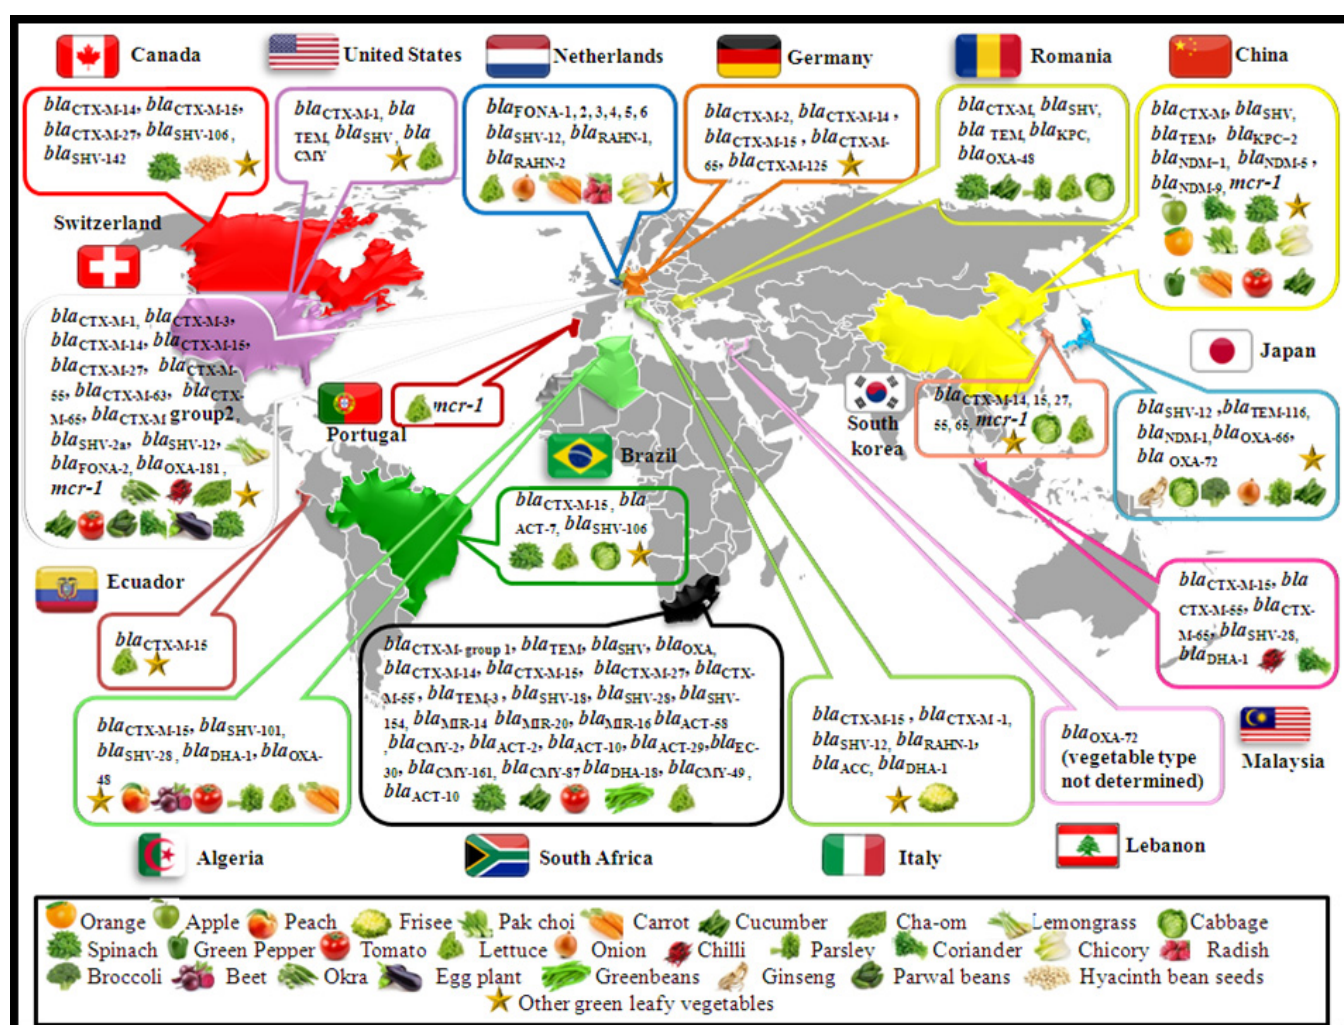 Canada
United States
Netherlands
Germany
Romania
China
blaCTX-M-14, blaCTX-M-15,
blaCTX-M-27, blaSHV-106,
blaSHV-142
blaCTX-M-1, bla
TEM, blaSHV, bla
CMY
blaFONA-1, 2, 3, 4, 5, 6
blaSHV-12, blaRAHN-1,
blaRAHN-2
blaCTX-M-2, blaCTX-M-14 ,
blaCTX-M-15 , blaCTX-M-
65, blaCTX-M-125
blaCTX-M, blaSHV,
bla TEM, blaKPC,
blaOXA-48
blaCTX-M, blaSHV,
blaTEM, blaKPC-2
blaNDM-1, blaNDM-5 ,
blaNDM-9, mcr-1
Switzerland
blaCTX-M-1, blaCTX-M-3,
blaCTX-M-14, blaCTX-M-15,
blaCTX-M-27, blaCTX-M-
55, blaCTX-M-63, blaCTX-
M-65, blaCTX-M group2,
blaSHV-2a, blaSHV-12,
blaFONA-2, blaOXA-181 ,
mcr-1
Portugal
mcr-1
Brazil
blaCTX-M-15 , bla
ACT-7, blaSHV-106
South
korea
blaCTX-M-14, 15, 27,
55, 65, mcr-1
Japan
blaSHV-12 ,blaTEM-116,
blaNDM-1,blaOXA-66,
bla OXA-72
Ecuador
blaCTX-M-15
blaCTX-M-15, blaSHV-101,
blaSHV-28 , blaDHA-1, blaOXA-
48
Algeria
blaCTX-M- group 1, blaTEM, blaSHV, blaOXA,
blaCTX-M-14, blaCTX-M-15, blaCTX-M-27, blaCTX-
M-55, blaTEM-3 , blaSHV-18, blaSHV-28, blaSHV-
154, blaMIR-14 blaMIR-20, blaMIR-16 blaACT-58
,blaCMY-2, blaACT-2, blaACT-10, blaACT-29,blaEC-
30, blaCMY-161, blaCMY-87 blaDHA-18, blaCMY-49 ,
blaACT-10
South Africa
blaCTX-M-15 , blaCTX-M -1,
blaSHV-12, blaRAHN-1,
blaACC, blaDHA-1
Italy
blaOXA-72
(vegetable type
not determined)
Lebanon
blaCTX-M-15, bla
CTX-M-55, blaCTX-
M-65, blaSHV-28,
blaDHA-1
Malaysia
Orange Apple Peach Frisee Pak choi Carrot Cucumber Cha-om Lemongrass Cabbage
Spinach Green Pepper Tomato Lettuce Onion Chilli Parsley Coriander Chicory Radish
Broccoli Beet Okra Egg plant Greenbeans Ginseng Parwal beans Hyacinth bean seeds
Other green leafy vegetables